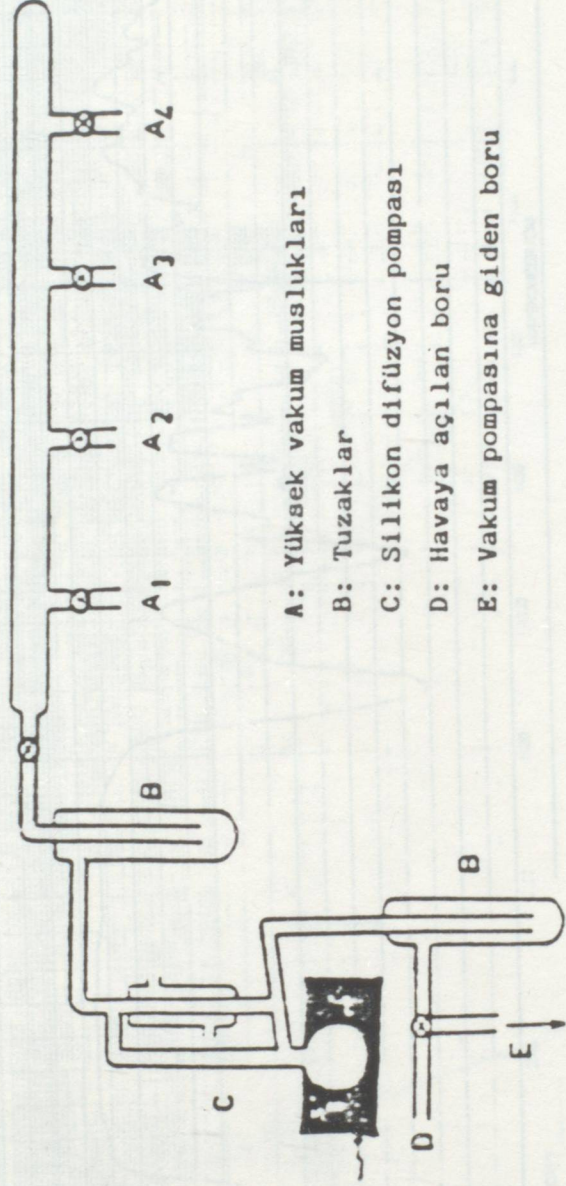 A1
A2
A3
A4
B
C
B
D
E
A: Yüksek vakum muslukları
B: Tuzaklar
C: Silikon difüzyon pompası
D: Havaya açılan boru
E: Vakum pompasına giden boru